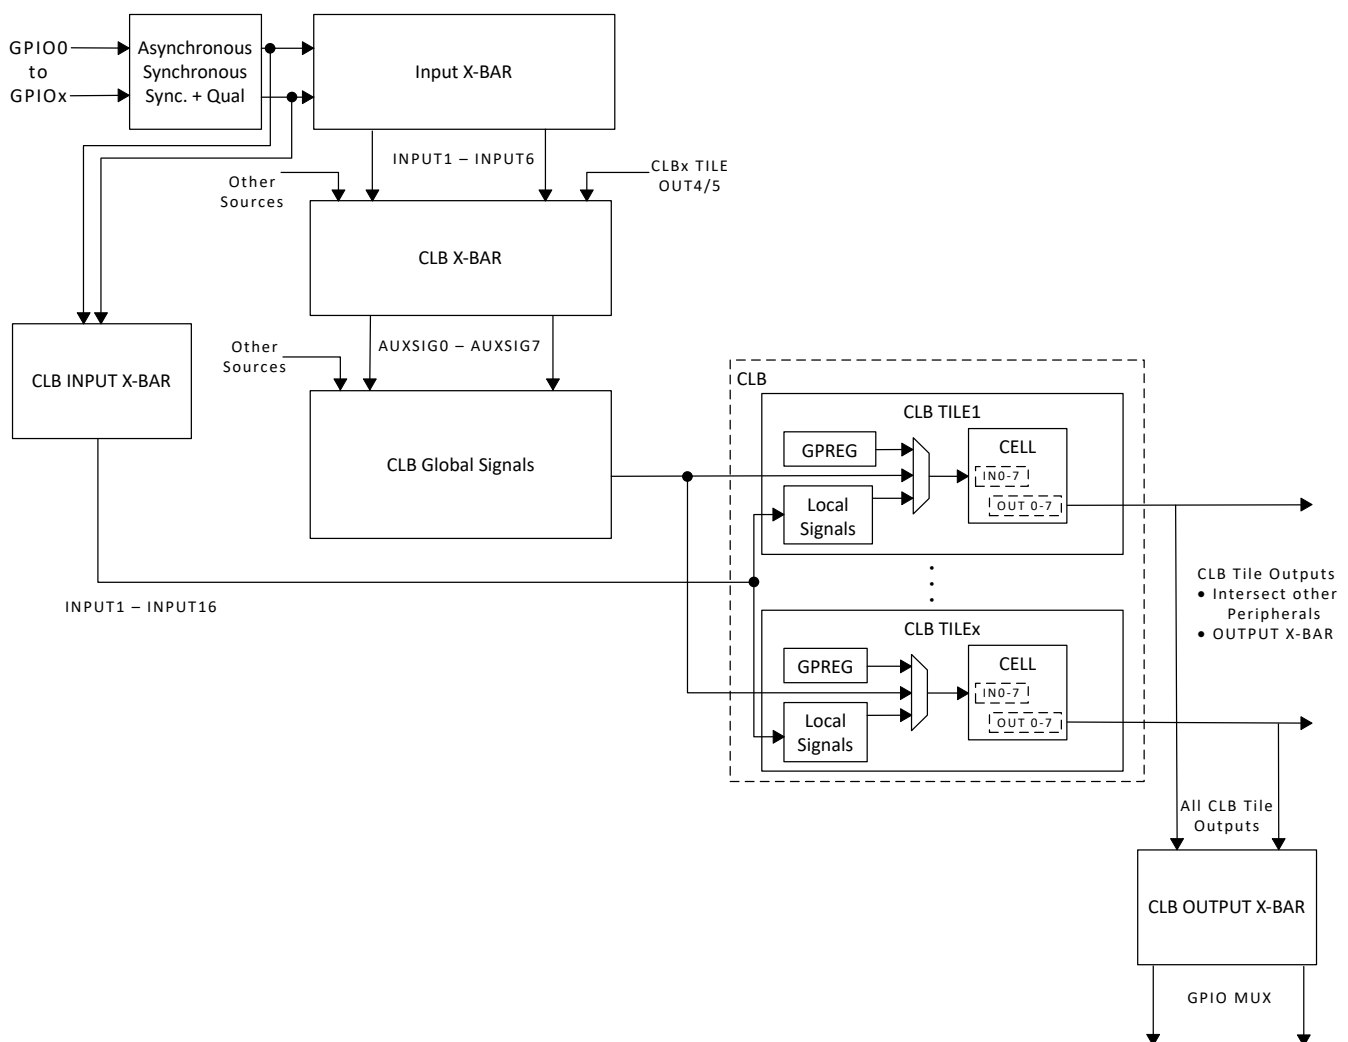 GPIO0
to
GPIOx
Asynchronous
Synchronous
Sync. + Qual
Input X-BAR
INPUT1 – INPUT6
Other
Sources
CLBx TILE
OUT4/5
CLB X-BAR
CLB INPUT X-BAR
Other
Sources
AUXSIG0 – AUXSIG7
CLB Global Signals
INPUT1 – INPUT16
CLB
CLB TILE1
GPREG
Local
Signals
CELL
IN0-7
OUT 0-7
CLB TILEx
GPREG
Local
Signals
CELL
IN0-7
OUT 0-7
CLB Tile Outputs
• Intersect other
Peripherals
• OUTPUT X-BAR
All CLB Tile
Outputs
CLB OUTPUT X-BAR
GPIO MUX